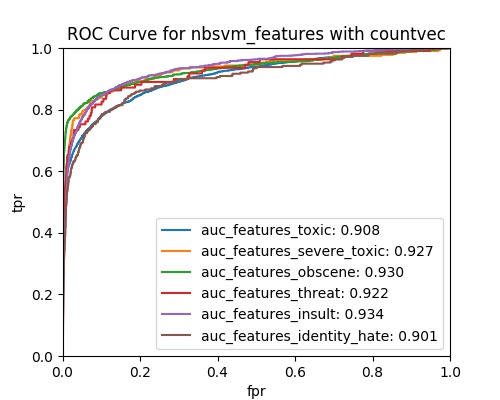 ROC Curve for nbsvm_features with countvec
1.0
0.8
0.6
0.4
0.2
0.0
tpr
auc_features_toxic: 0.908
auc_features_severe_toxic: 0.927
auc_features_obscene: 0.930
auc_features_threat: 0.922
auc_features_insult: 0.934
auc_features_identity_hate: 0.901
0.0 0.2 0.4 0.6 0.8 1.0
fpr